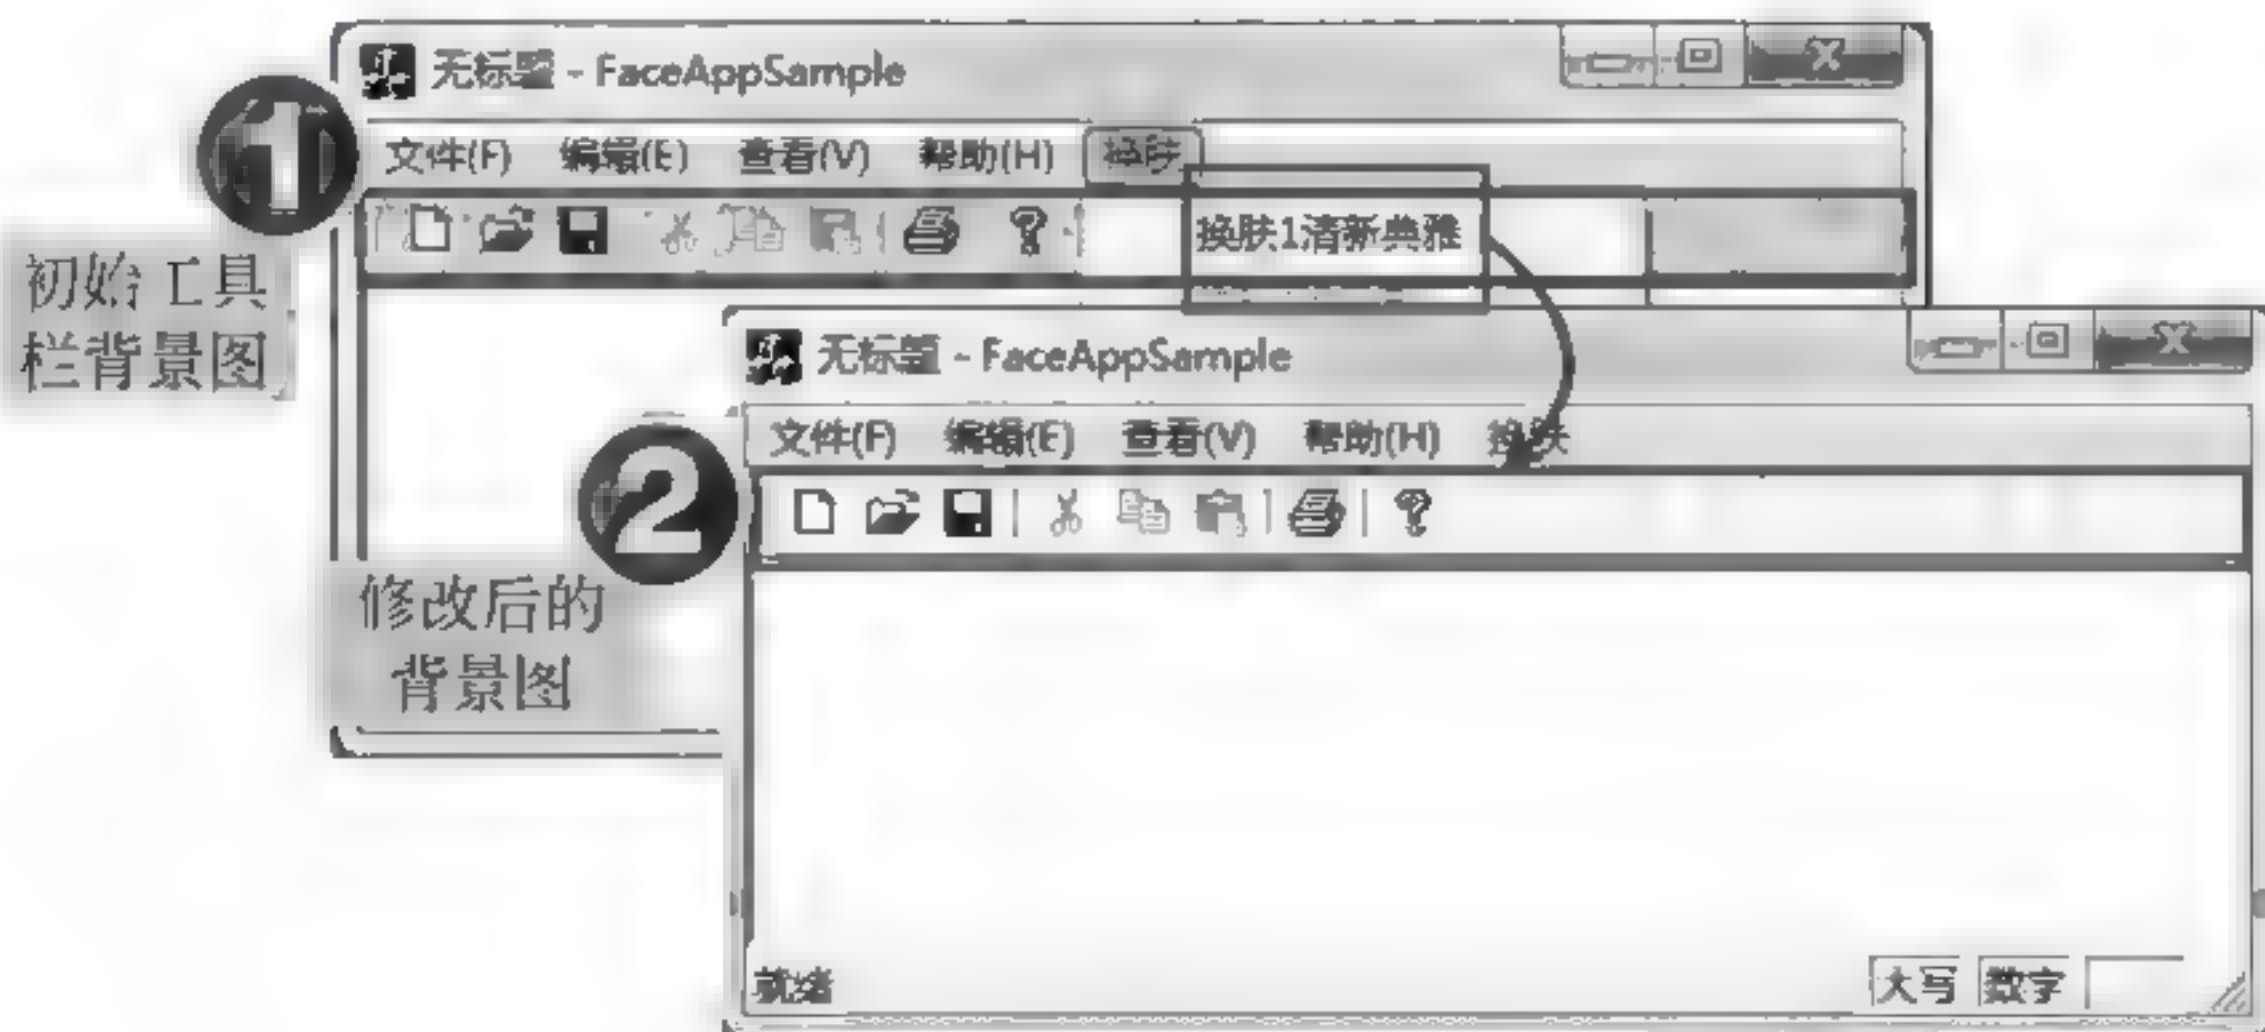 无标题 - FaceAppSample
1
文件(F) 编辑(E) 查看(V) 帮助(H) 换肤
换肤1清新典雅
初始工具
栏背景图
无标题 - FaceAppSample
2
文件(F) 编辑(E) 查看(V) 帮助(H) 换肤
修改后的
背景图
就绪
大写 数字